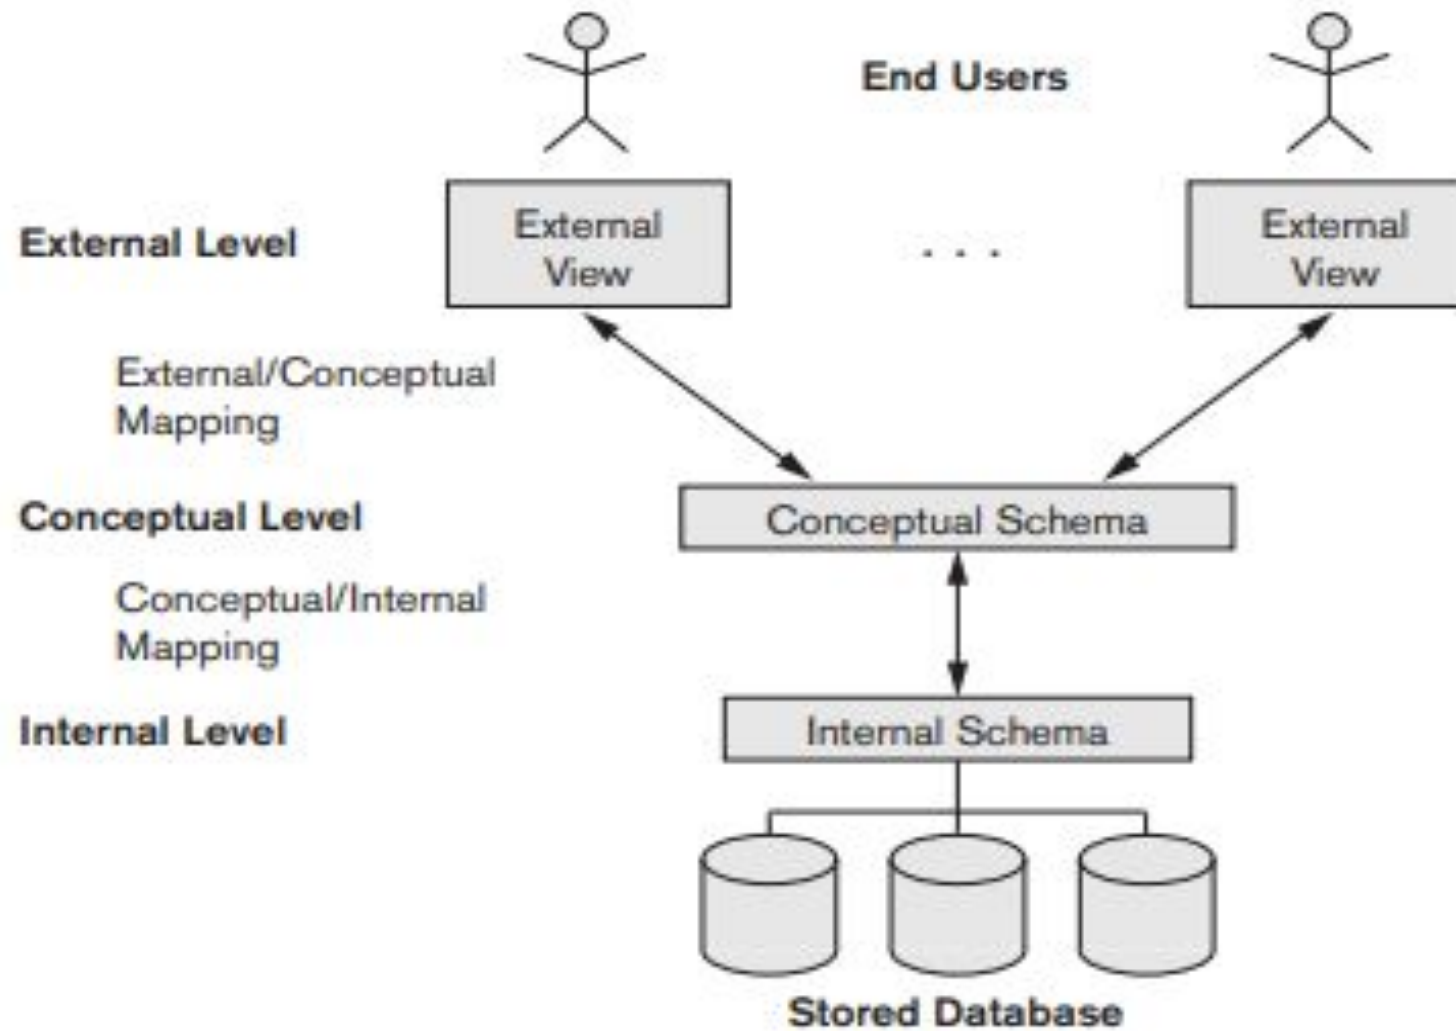 End Users
External Level
External
View
. . .
External
View
External/Conceptual
Mapping
Conceptual Level
Conceptual Schema
Conceptual/Internal
Mapping
Internal Level
Internal Schema
Stored Database